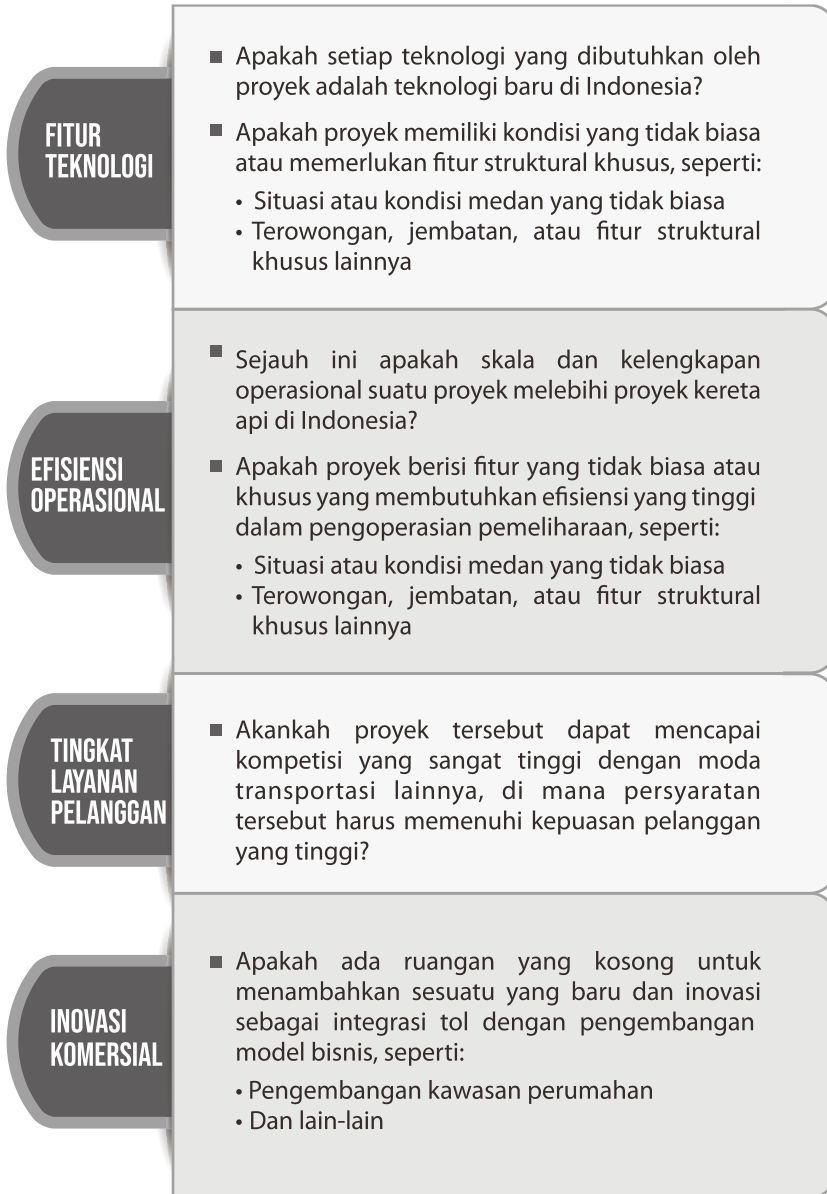 FITUR
TEKNOLOGI
■ Apakah setiap teknologi yang dibutuhkan oleh
proyek adalah teknologi baru di Indonesia?
■ Apakah proyek memiliki kondisi yang tidak biasa
atau memerlukan fitur struktural khusus, seperti:
• Situasi atau kondisi medan yang tidak biasa
• Terowongan, jembatan, atau fitur struktural
khusus lainnya
EFISIENSI
OPERASIONAL
■ Sejauh ini apakah skala dan kelengkapan
operasional suatu proyek melebihi proyek kereta
api di Indonesia?
■ Apakah proyek berisi fitur yang tidak biasa atau
khusus yang membutuhkan efisiensi yang tinggi
dalam pengoperasian pemeliharaan, seperti:
• Situasi atau kondisi medan yang tidak biasa
• Terowongan, jembatan, atau fitur struktural
khusus lainnya
TINGKAT
LAYANAN
PELANGGAN
■ Akankah proyek tersebut dapat mencapai
kompetisi yang sangat tinggi dengan moda
transportasi lainnya, di mana persyaratan
tersebut harus memenuhi kepuasan pelanggan
yang tinggi?
INOVASI
KOMERSIAL
■ Apakah ada ruangan yang kosong untuk
menambahkan sesuatu yang baru dan inovasi
sebagai integrasi tol dengan pengembangan
model bisnis, seperti:
• Pengembangan kawasan perumahan
• Dan lain-lain